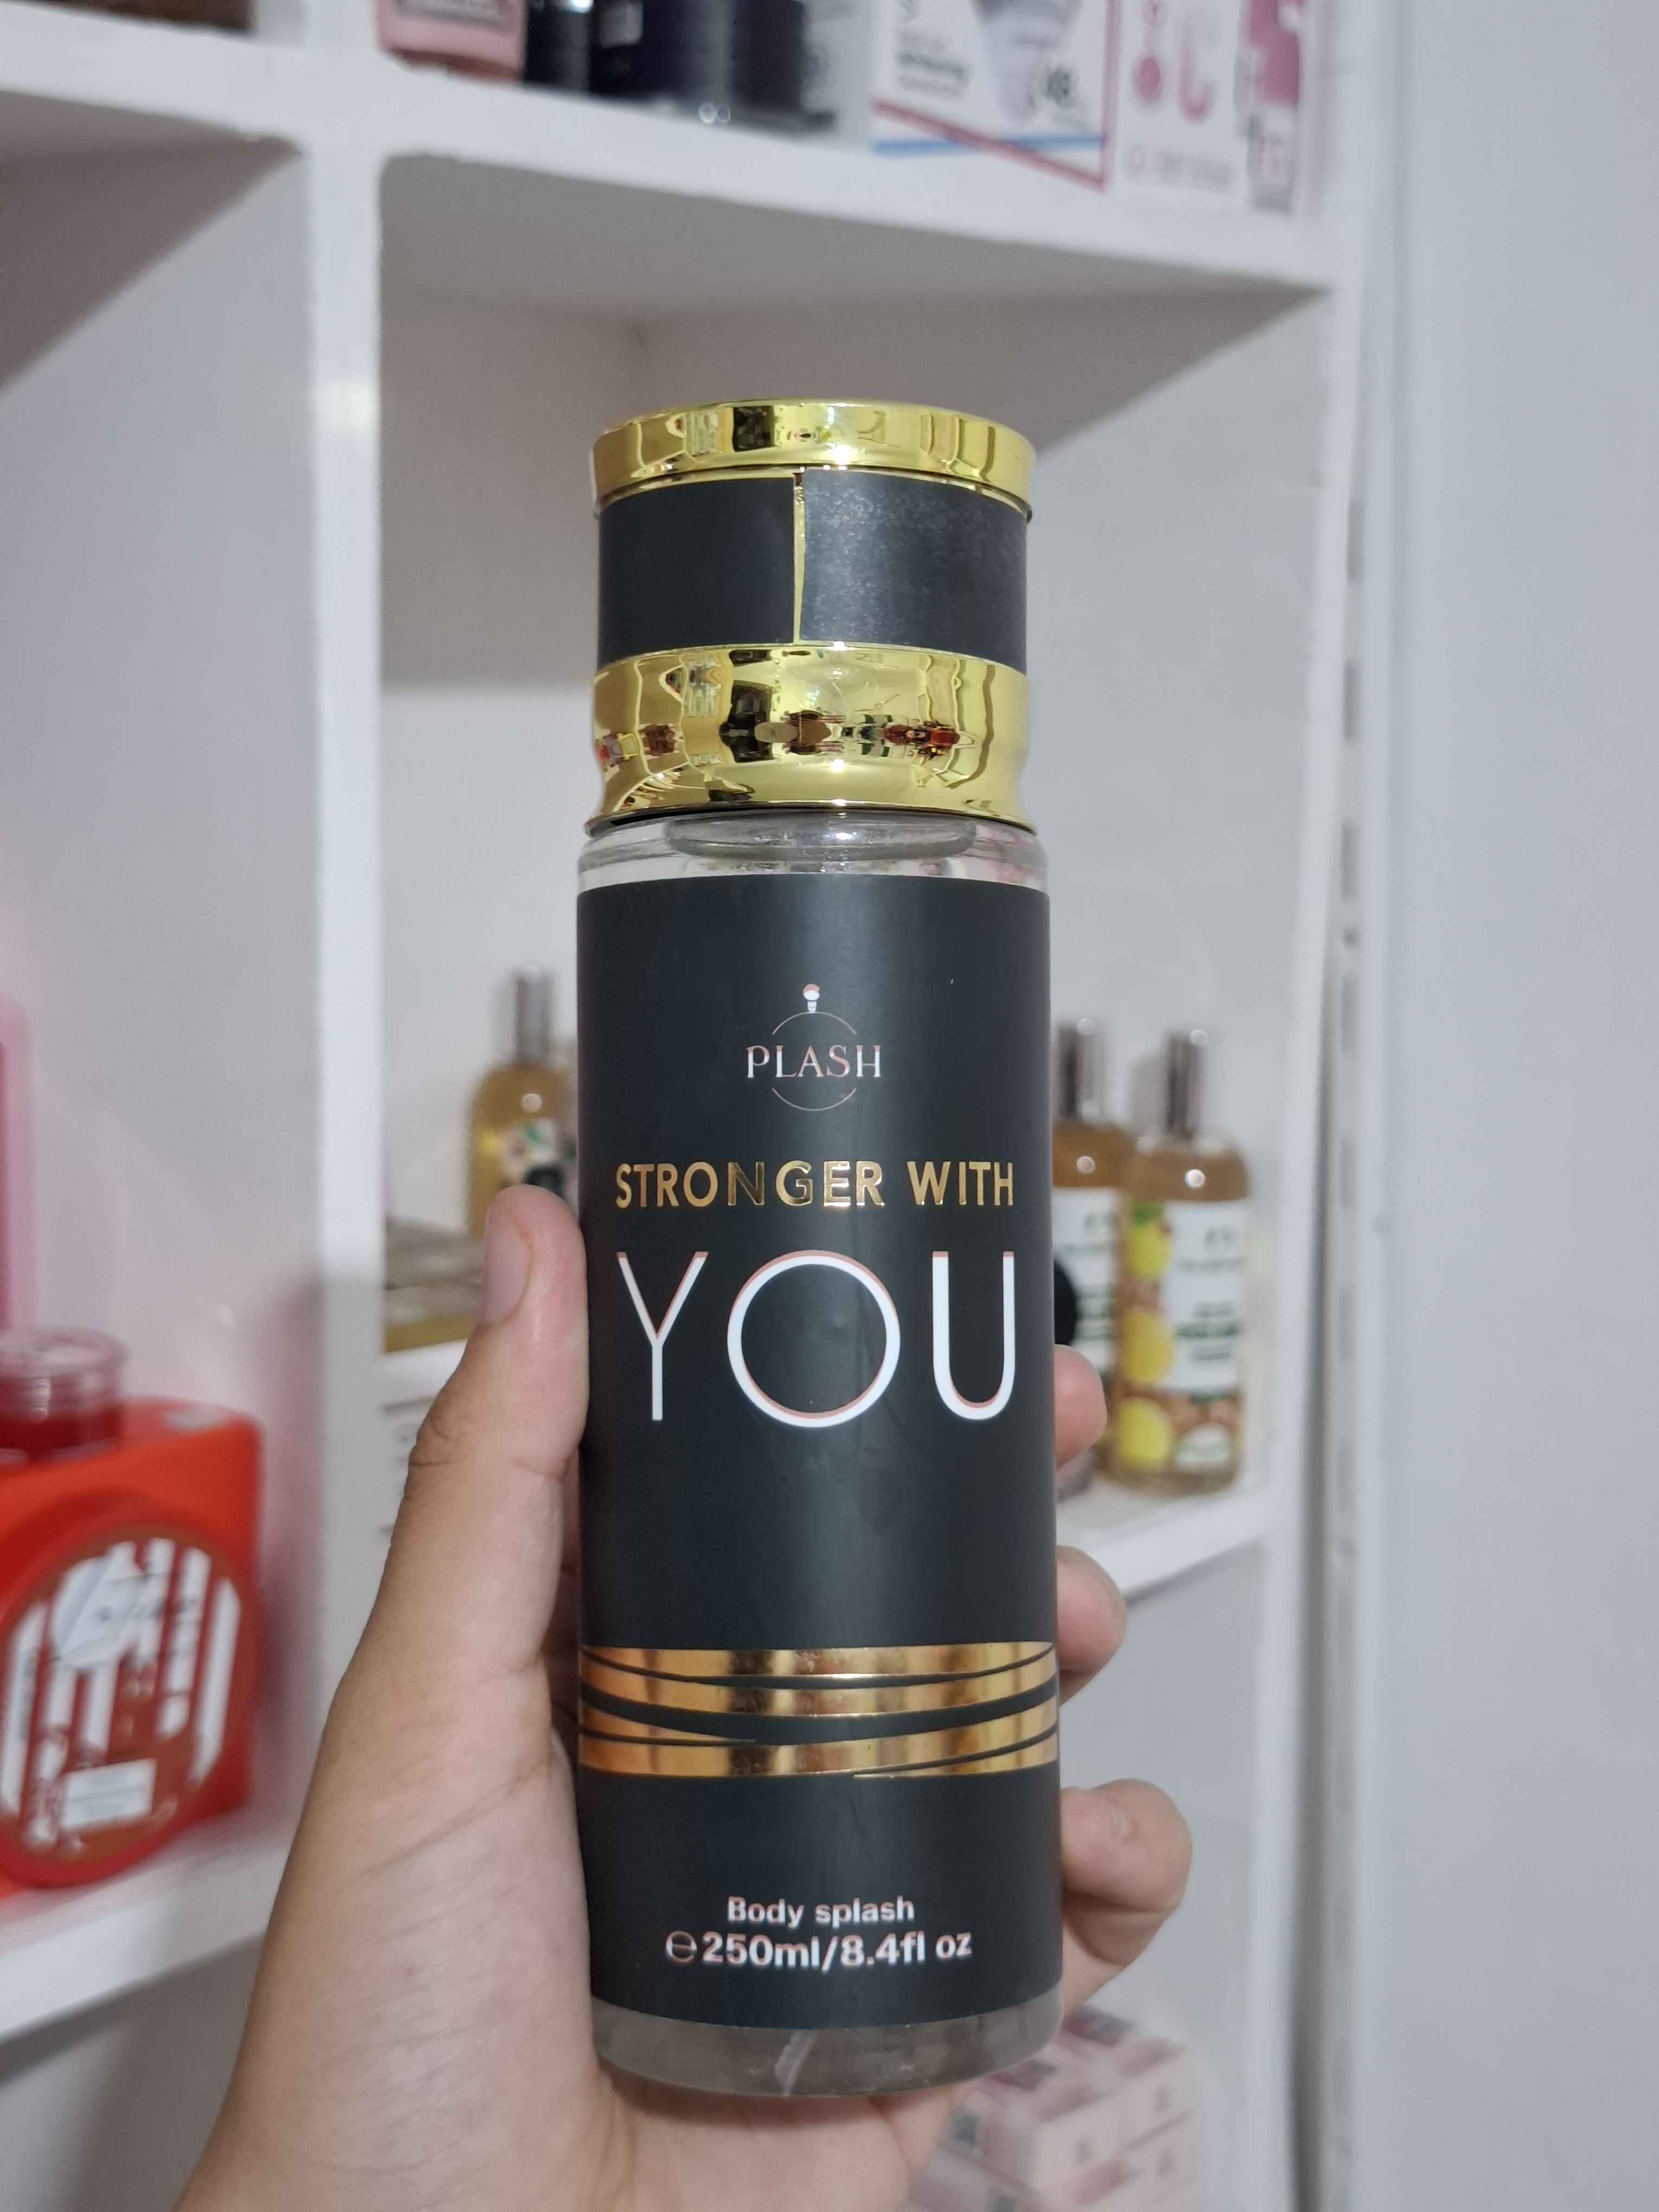 PLASH
STRONGER WITH
YOU
Body splash
℮250ml/8.4fl oz